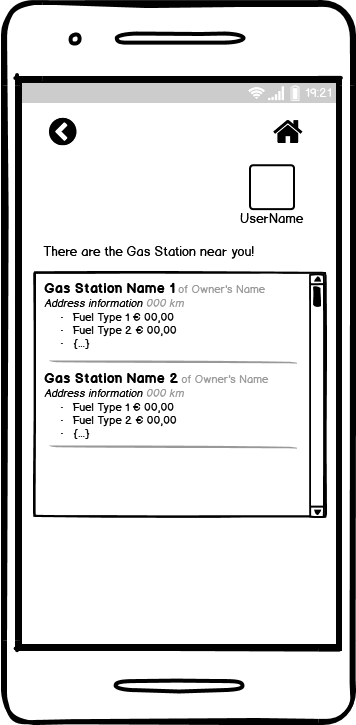 19:21
UserName
There are the Gas Station near you!
Gas Station Name 1 of Owner's Name
Address information 000 km
- Fuel Type 1 € 00,00
- Fuel Type 2 € 00,00
- {...}
Gas Station Name 2 of Owner's Name
Address information 000 km
- Fuel Type 1 € 00,00
- Fuel Type 2 € 00,00
- {...}